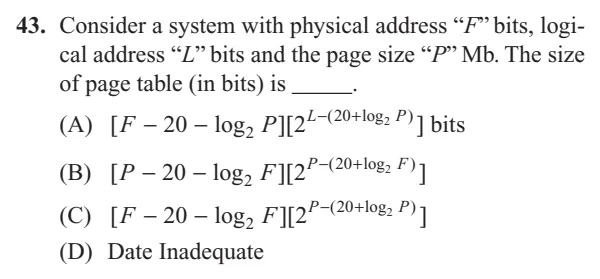 43. Consider a system with physical address “F” bits, logi-
cal address “L” bits and the page size “P” Mb. The size
of page table (in bits) is _____.
(A) [F – 20 – log₂ P][2^{L–(20+log₂ P)}] bits
(B) [P – 20 – log₂ F][2^{P–(20+log₂ F)}]
(C) [F – 20 – log₂ F][2^{P–(20+log₂ P)}]
(D) Date Inadequate